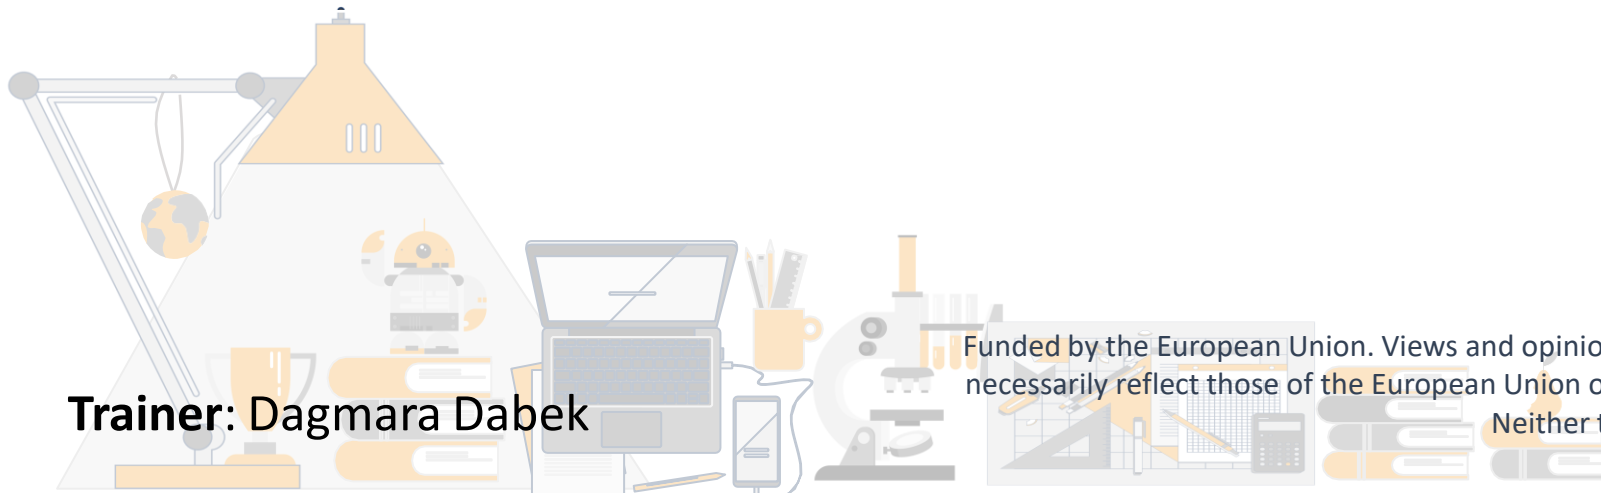 Funded by the European Union. Views and opinio
necessarily reflect those of the European Union o
Neither t
Trainer: Dagmara Dabek